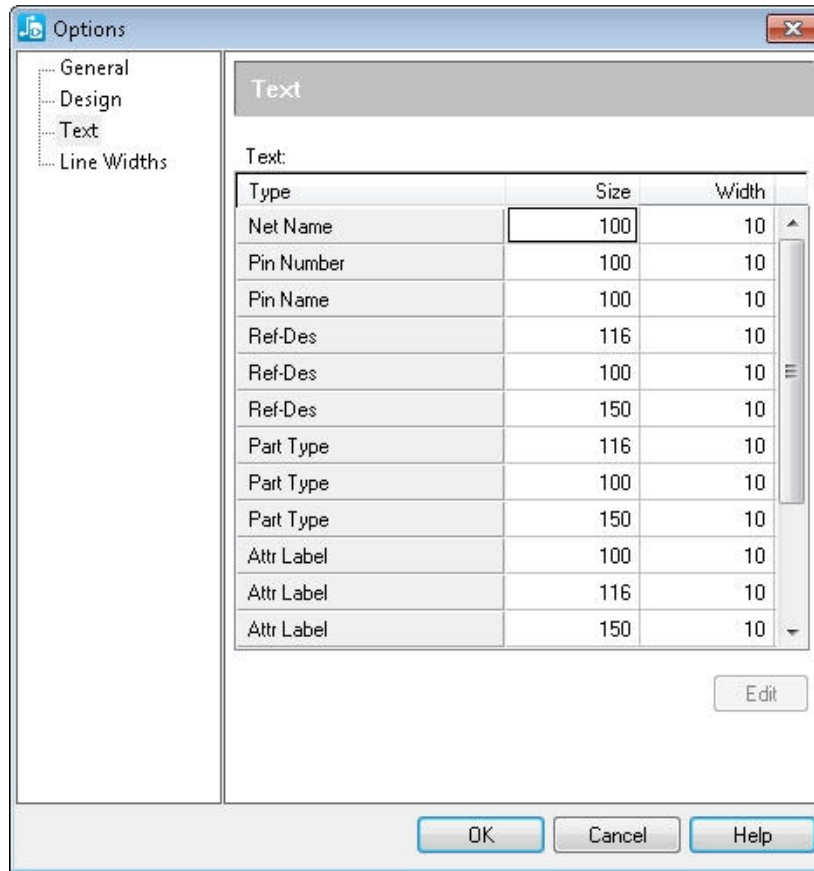 Options
General
Design
Text
Line Widths
Text
Text:
Type Size Width
Net Name 100 10
Pin Number 100 10
Pin Name 100 10
Ref-Des 116 10
Ref-Des 100 10
Ref-Des 150 10
Part Type 116 10
Part Type 100 10
Part Type 150 10
Attr Label 100 10
Attr Label 116 10
Attr Label 150 10
Edit
OK Cancel Help